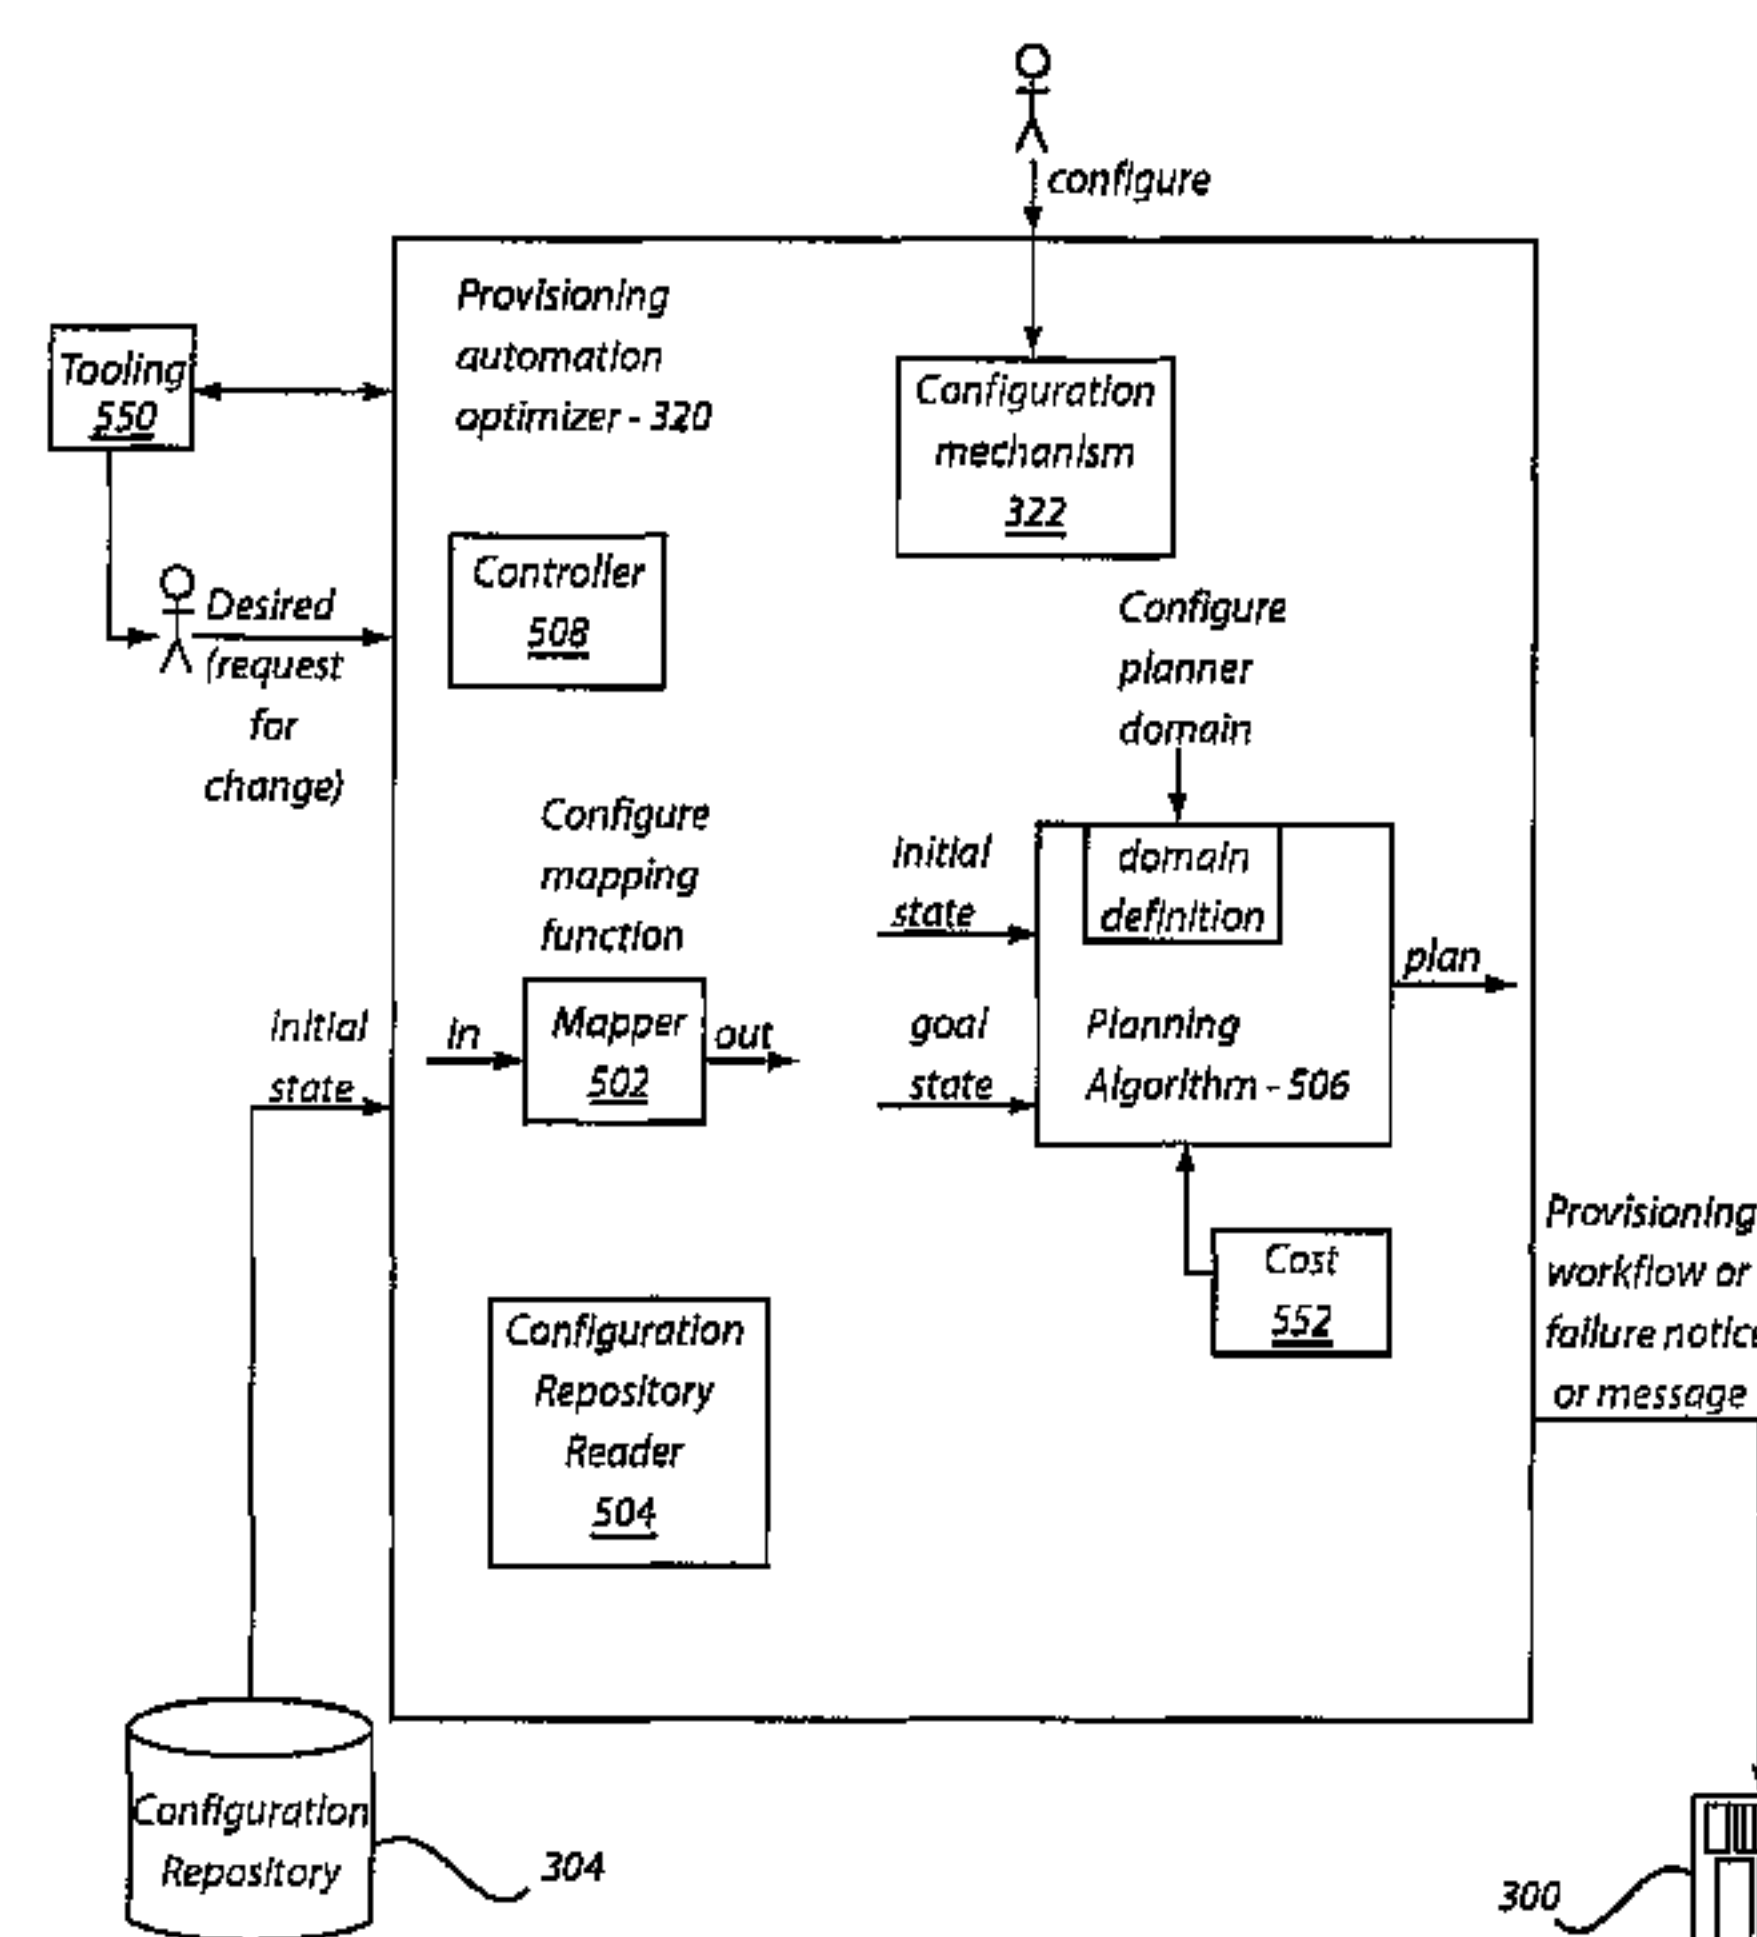 configure
Provisioning
automation
optimizer - 320
Tooling
550
Configuration
mechanism
322
Controller
508
Desired
(request
for
change)
Configure
planner
domain
Configure
mapping
function
initial
state
domain
definition
plan
initial
state
in
Mapper
502
out
goal
state
Planning
Algorithm - 506
Provisioning
workflow or
failure notice
or message
Cost
552
Configuration
Repository
Reader
504
Configuration
Repository
304
300